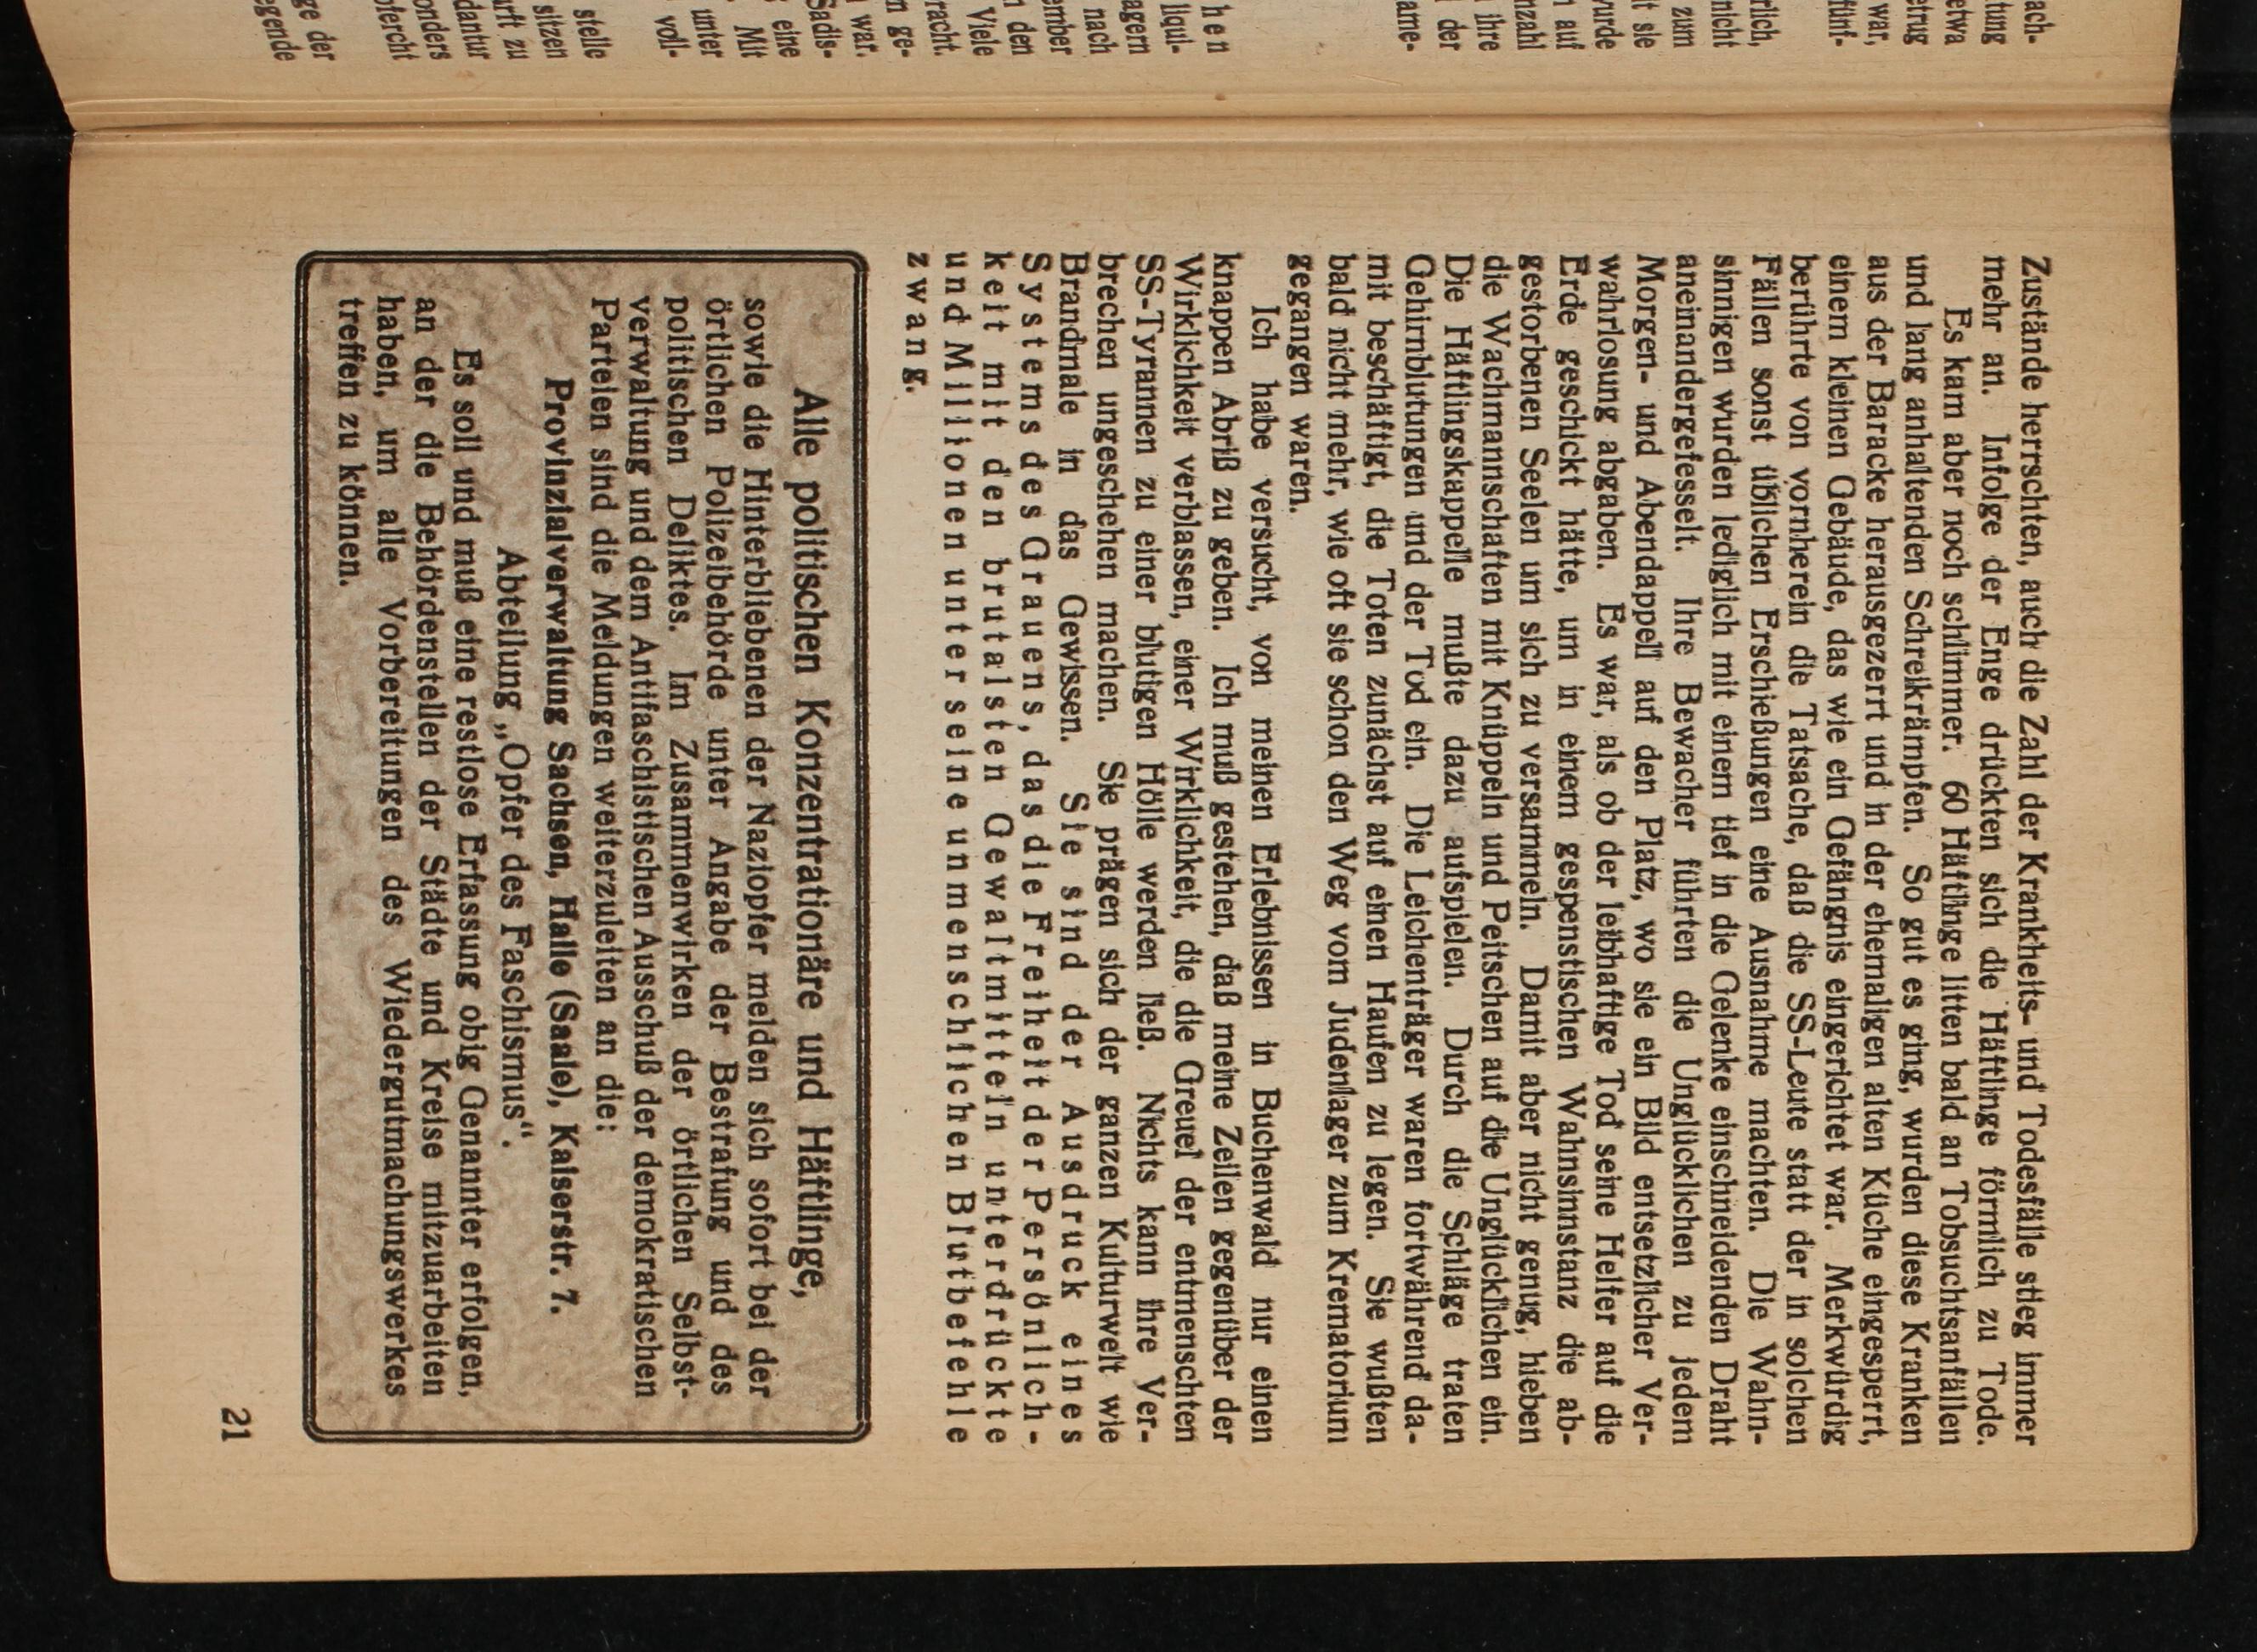 Zustände herrschten, auch die Zahl der Krankheits- und Todesfälle stieg immer
mehr an. Infolge der Enge drückten sich die Häftlinge förmlich zu Tode.
Es kam aber noch schlimmer. 60 Häftlinge litten bald an Tobsuchtsanfällen
und lang anhaltenden Schreikrämpfen. So gut es ging, wurden diese Kranken
aus der Baracke herausgezerrt und in der ehemaligen alten Küche eingesperrt,
einem kleinen Gebäude, das wie ein Gefängnis eingerichtet war. Merkwürdig
berührte von vornherein die Tatsache, daß die SS-Leute statt der in solchen
Fällen sonst üblichen Erschießungen eine Ausnahme machten. Die Wahn-
sinnigen wurden lediglich mit einem tief in die Gelenke einschneidenden Draht
aneinandergefesselt. Ihre Bewacher führten die Unglücklichen zu jedem
Morgen- und Abendappell auf den Platz, wo sie ein Bild entsetzlicher Ver-
wahrlosung abgaben. Es war, als ob der leibhaftige Tod seine Helfer auf die
Erde geschickt hätte, um in einem gespenstischen Wahnsinnstanz die ab-
gestorbenen Seelen um sich zu versammeln. Damit aber nicht genug, hieben
die Wachmannschaften mit Knüppeln und Peitschen auf die Unglücklichen ein.
Die Häftlingskappelle mußte dazu aufspielen. Durch die Schläge traten
Gehirnblutungen und der Tod ein. Die Leichenträger waren fortwährend da-
mit beschäftigt, die Toten zunächst auf einen Haufen zu legen. Sie wußten
bald nicht mehr, wie oft sie schon den Weg vom Judenlager zum Krematorium
gegangen waren.
Ich habe versucht, von meinen Erlebnissen in Buchenwald nur einen
knappen Abriß zu geben. Ich muß gestehen, daß meine Zeilen gegenüber der
Wirklichkeit verblassen, einer Wirklichkeit, die die Greuel der entmenschten
SS-Tyrannen zu einer blutigen Hölle werden ließ. Nichts kann ihre Ver-
brechen ungeschehen machen. Sie prägen sich der ganzen Kulturwelt wie
Brandmale in das Gewissen. Sie sind der Ausdruck eines
Systems des Grauens, das die Freiheit der Persönlich-
keit mit den brutalsten Gewaltmitteln unterdrückte
und Millionen unter seine unmenschlichen Blutbefehle
zwang.
Alle politischen Konzentrationäre und Häftlinge,
sowie die Hinterbliebenen der Naziopfer melden sich sofort bei der
örtlichen Polizeibehörde unter Angabe der Bestrafung und des
politischen Deliktes. Im Zusammenwirken der örtlichen Selbst-
verwaltung und dem Antifaschistischen Ausschuß der demokratischen
Parteien sind die Meldungen weiterzuleiten an die:
Provinzialverwaltung Sachsen, Halle (Saale), Kaiserstr. 7.
Abteilung „Opfer des Faschismus“.
Es soll und muß eine restlose Erfassung obig Genannter erfolgen,
an der die Behördenstellen der Städte und Kreise mitzuarbeiten
haben, um alle Vorbereitungen des Wiedergutmachungswerkes
treffen zu können.
21